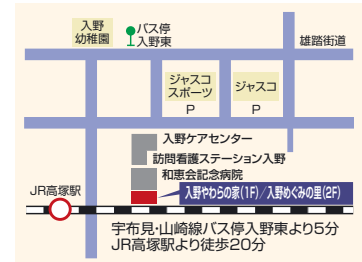 入野
幼稚園
バス停
入野東
雄踏街道
ジャスコ
スポーツ
P
ジャスコ
P
入野ケアセンター
訪問看護ステーション入野
和恵会記念病院
入野やわらの家(1F)/入野めぐみの里(2F)
JR高塚駅
宇布見・山崎線バス停入野東より5分
JR高塚駅より徒歩20分